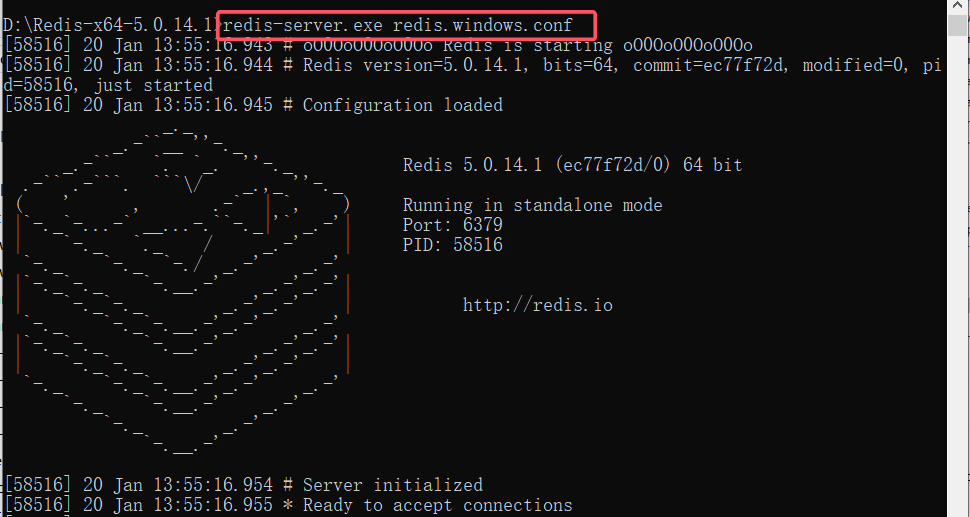 D:\Redis-x64-5.0.14.1>redis-server.exe redis.windows.conf
[58516] 20 Jan 13:55:16.943 # oO0OoO0OoO0Oo Redis is starting oO0OoO0OoO0Oo
[58516] 20 Jan 13:55:16.944 # Redis version=5.0.14.1, bits=64, commit=ec77f72d, modified=0, pi
d=58516, just started
[58516] 20 Jan 13:55:16.945 # Configuration loaded
Redis 5.0.14.1 (ec77f72d/0) 64 bit
Running in standalone mode
Port: 6379
PID: 58516
http://redis.io
[58516] 20 Jan 13:55:16.954 # Server initialized
[58516] 20 Jan 13:55:16.955 * Ready to accept connections